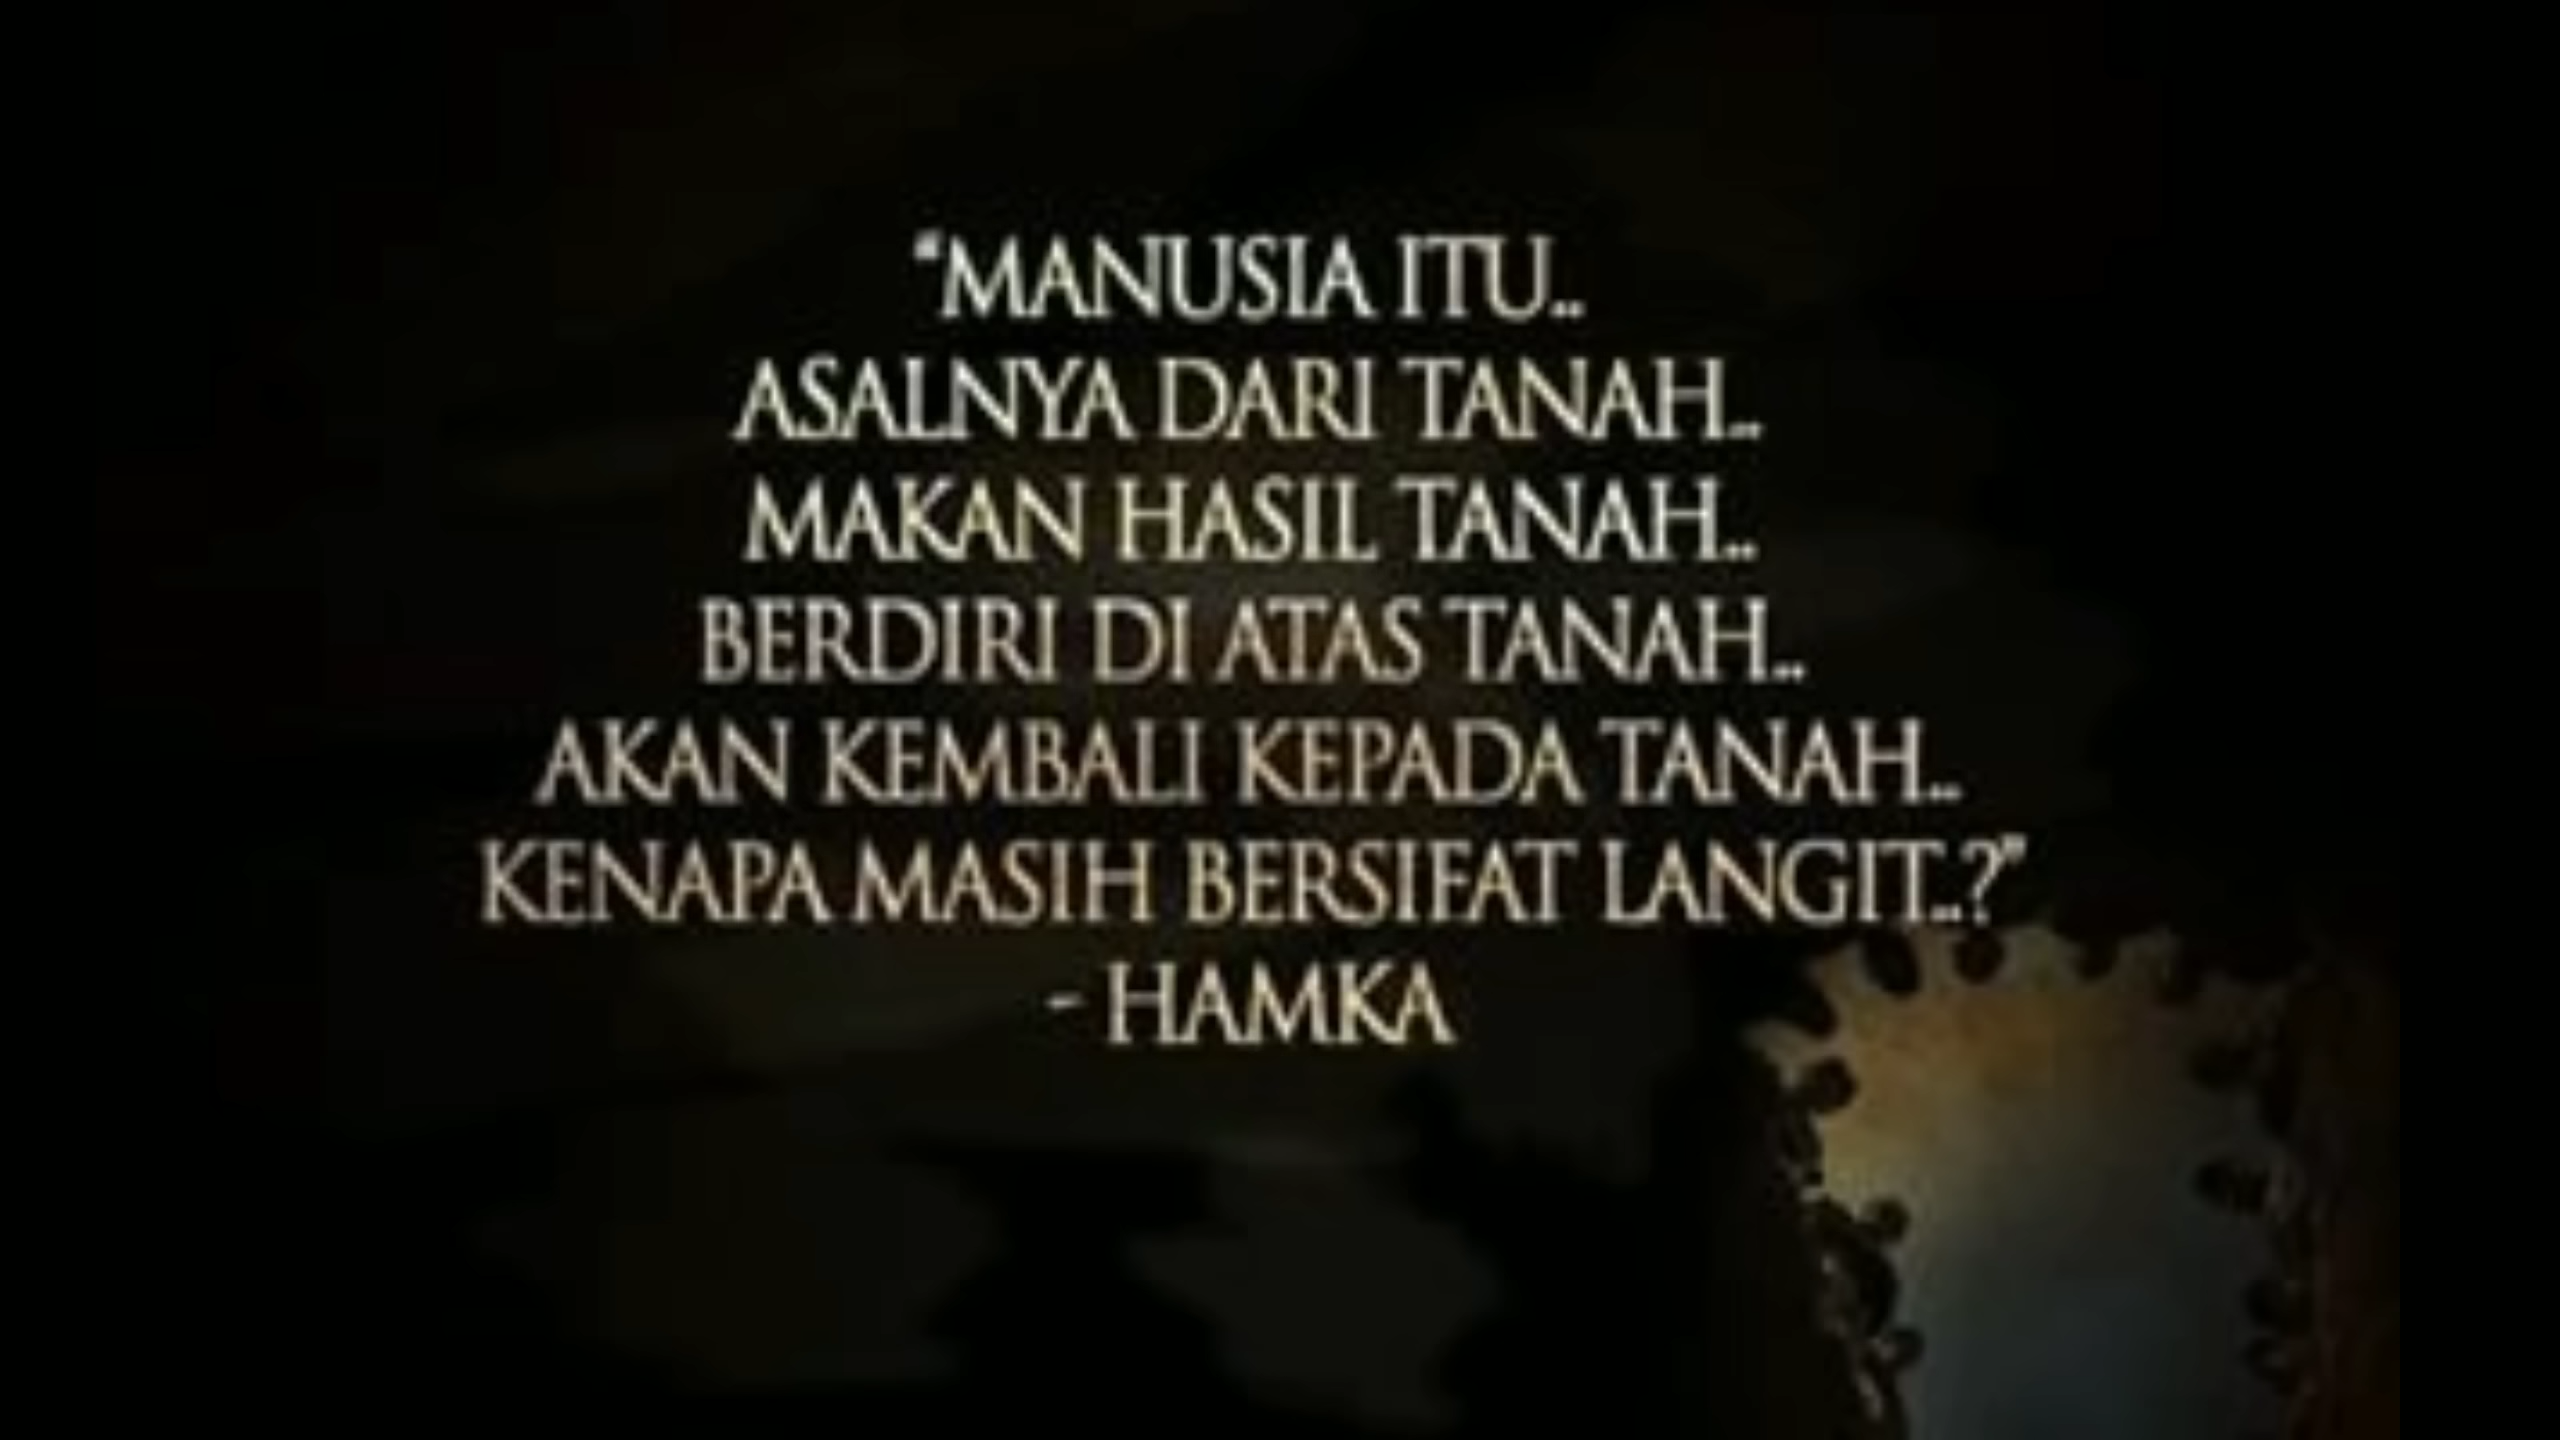 “MANUSIA ITU..
ASALNYA DARI TANAH..
MAKAN HASIL TANAH..
BERDIRI DI ATAS TANAH..
AKAN KEMBALI KEPADA TANAH..
KENAPA MASIH BERSIFAT LANGIT..?”
- HAMKA